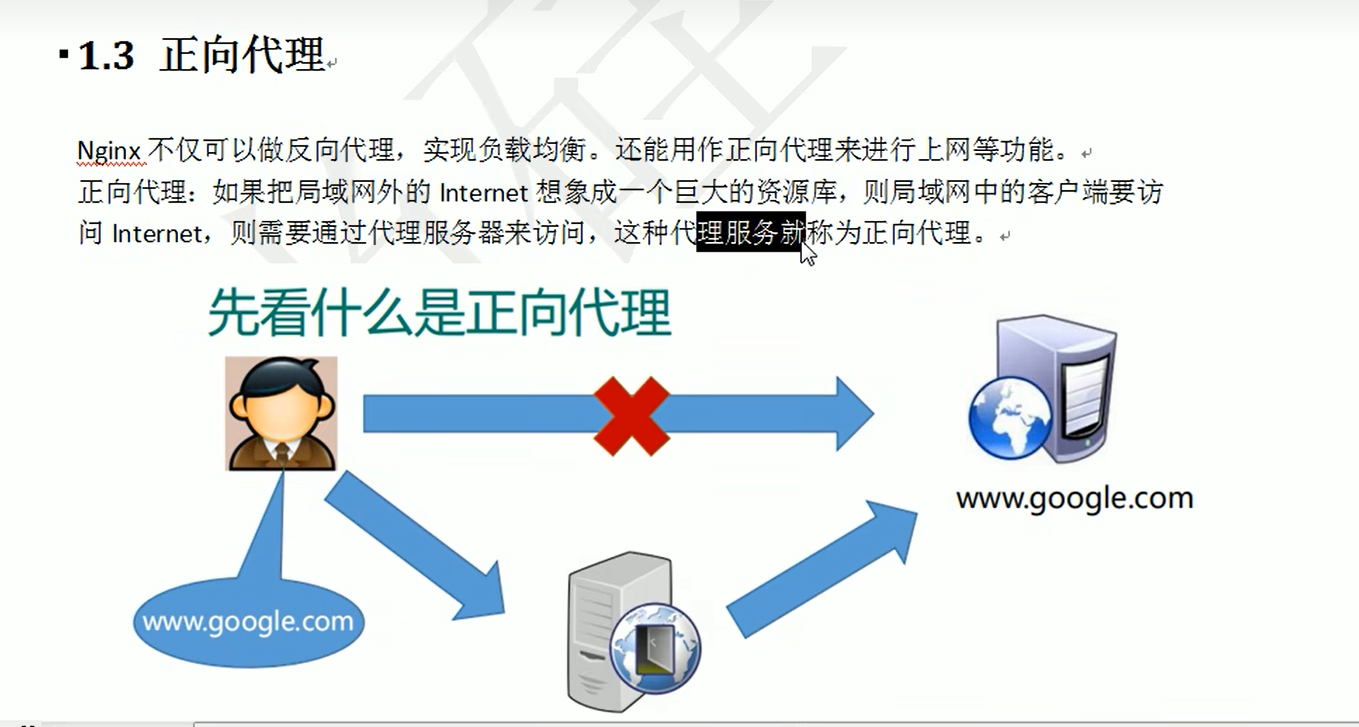 1.3 正向代理
Nginx 不仅可以做反向代理，实现负载均衡。还能用作正向代理来进行上网等功能。
正向代理：如果把局域网外的 Internet 想象成一个巨大的资源库，则局域网中的客户端要访
问 Internet，则需要通过代理服务器来访问，这种代理服务就称为正向代理。
先看什么是正向代理
www.google.com
www.google.com